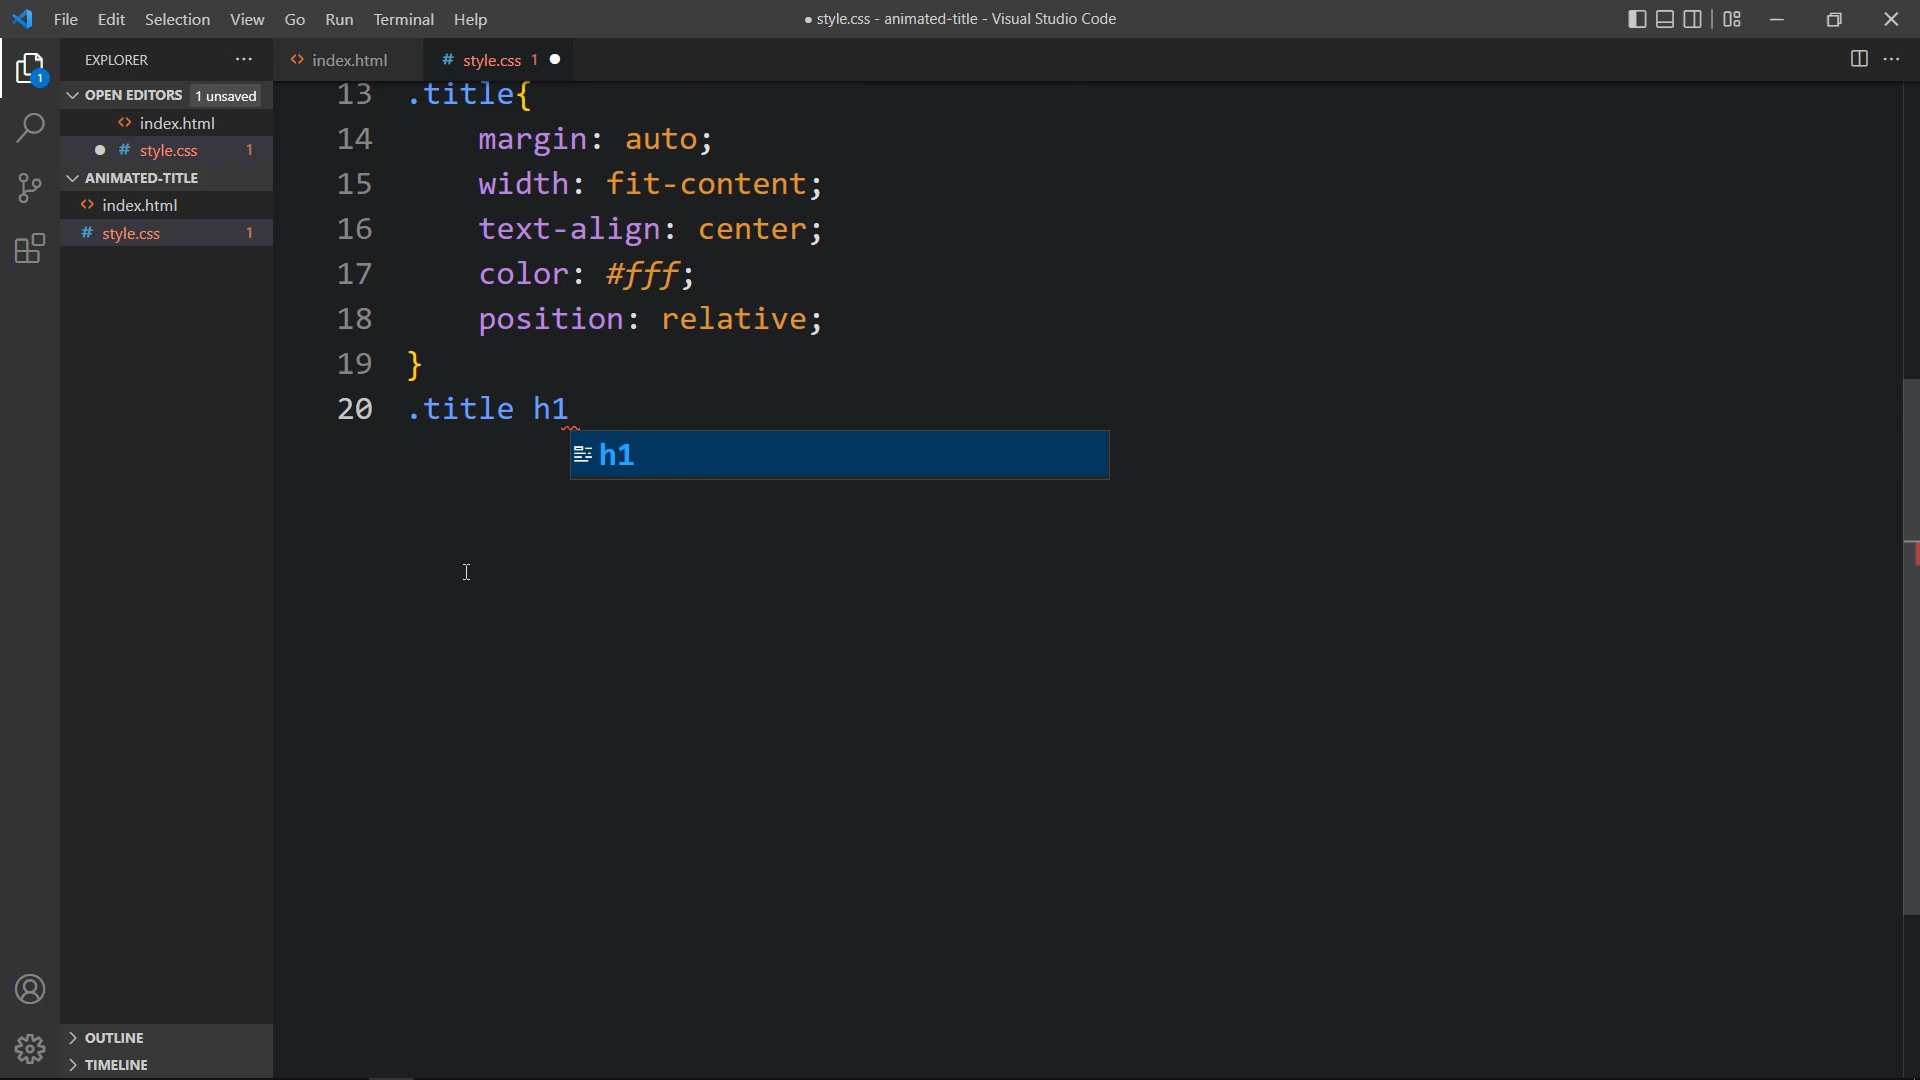 File Edit Selection View Go Run Terminal Help
● style.css - animated-title - Visual Studio Code
EXPLORER ...
<> index.html
# style.css 1 ●
1
OPEN EDITORS 1 unsaved
<> index.html
● # style.css 1
ANIMATED-TITLE
<> index.html
# style.css 1
13 .title{
14 margin: auto;
15 width: fit-content;
16 text-align: center;
17 color: #fff;
18 position: relative;
19 }
20 .title h1
h1
OUTLINE
TIMELINE